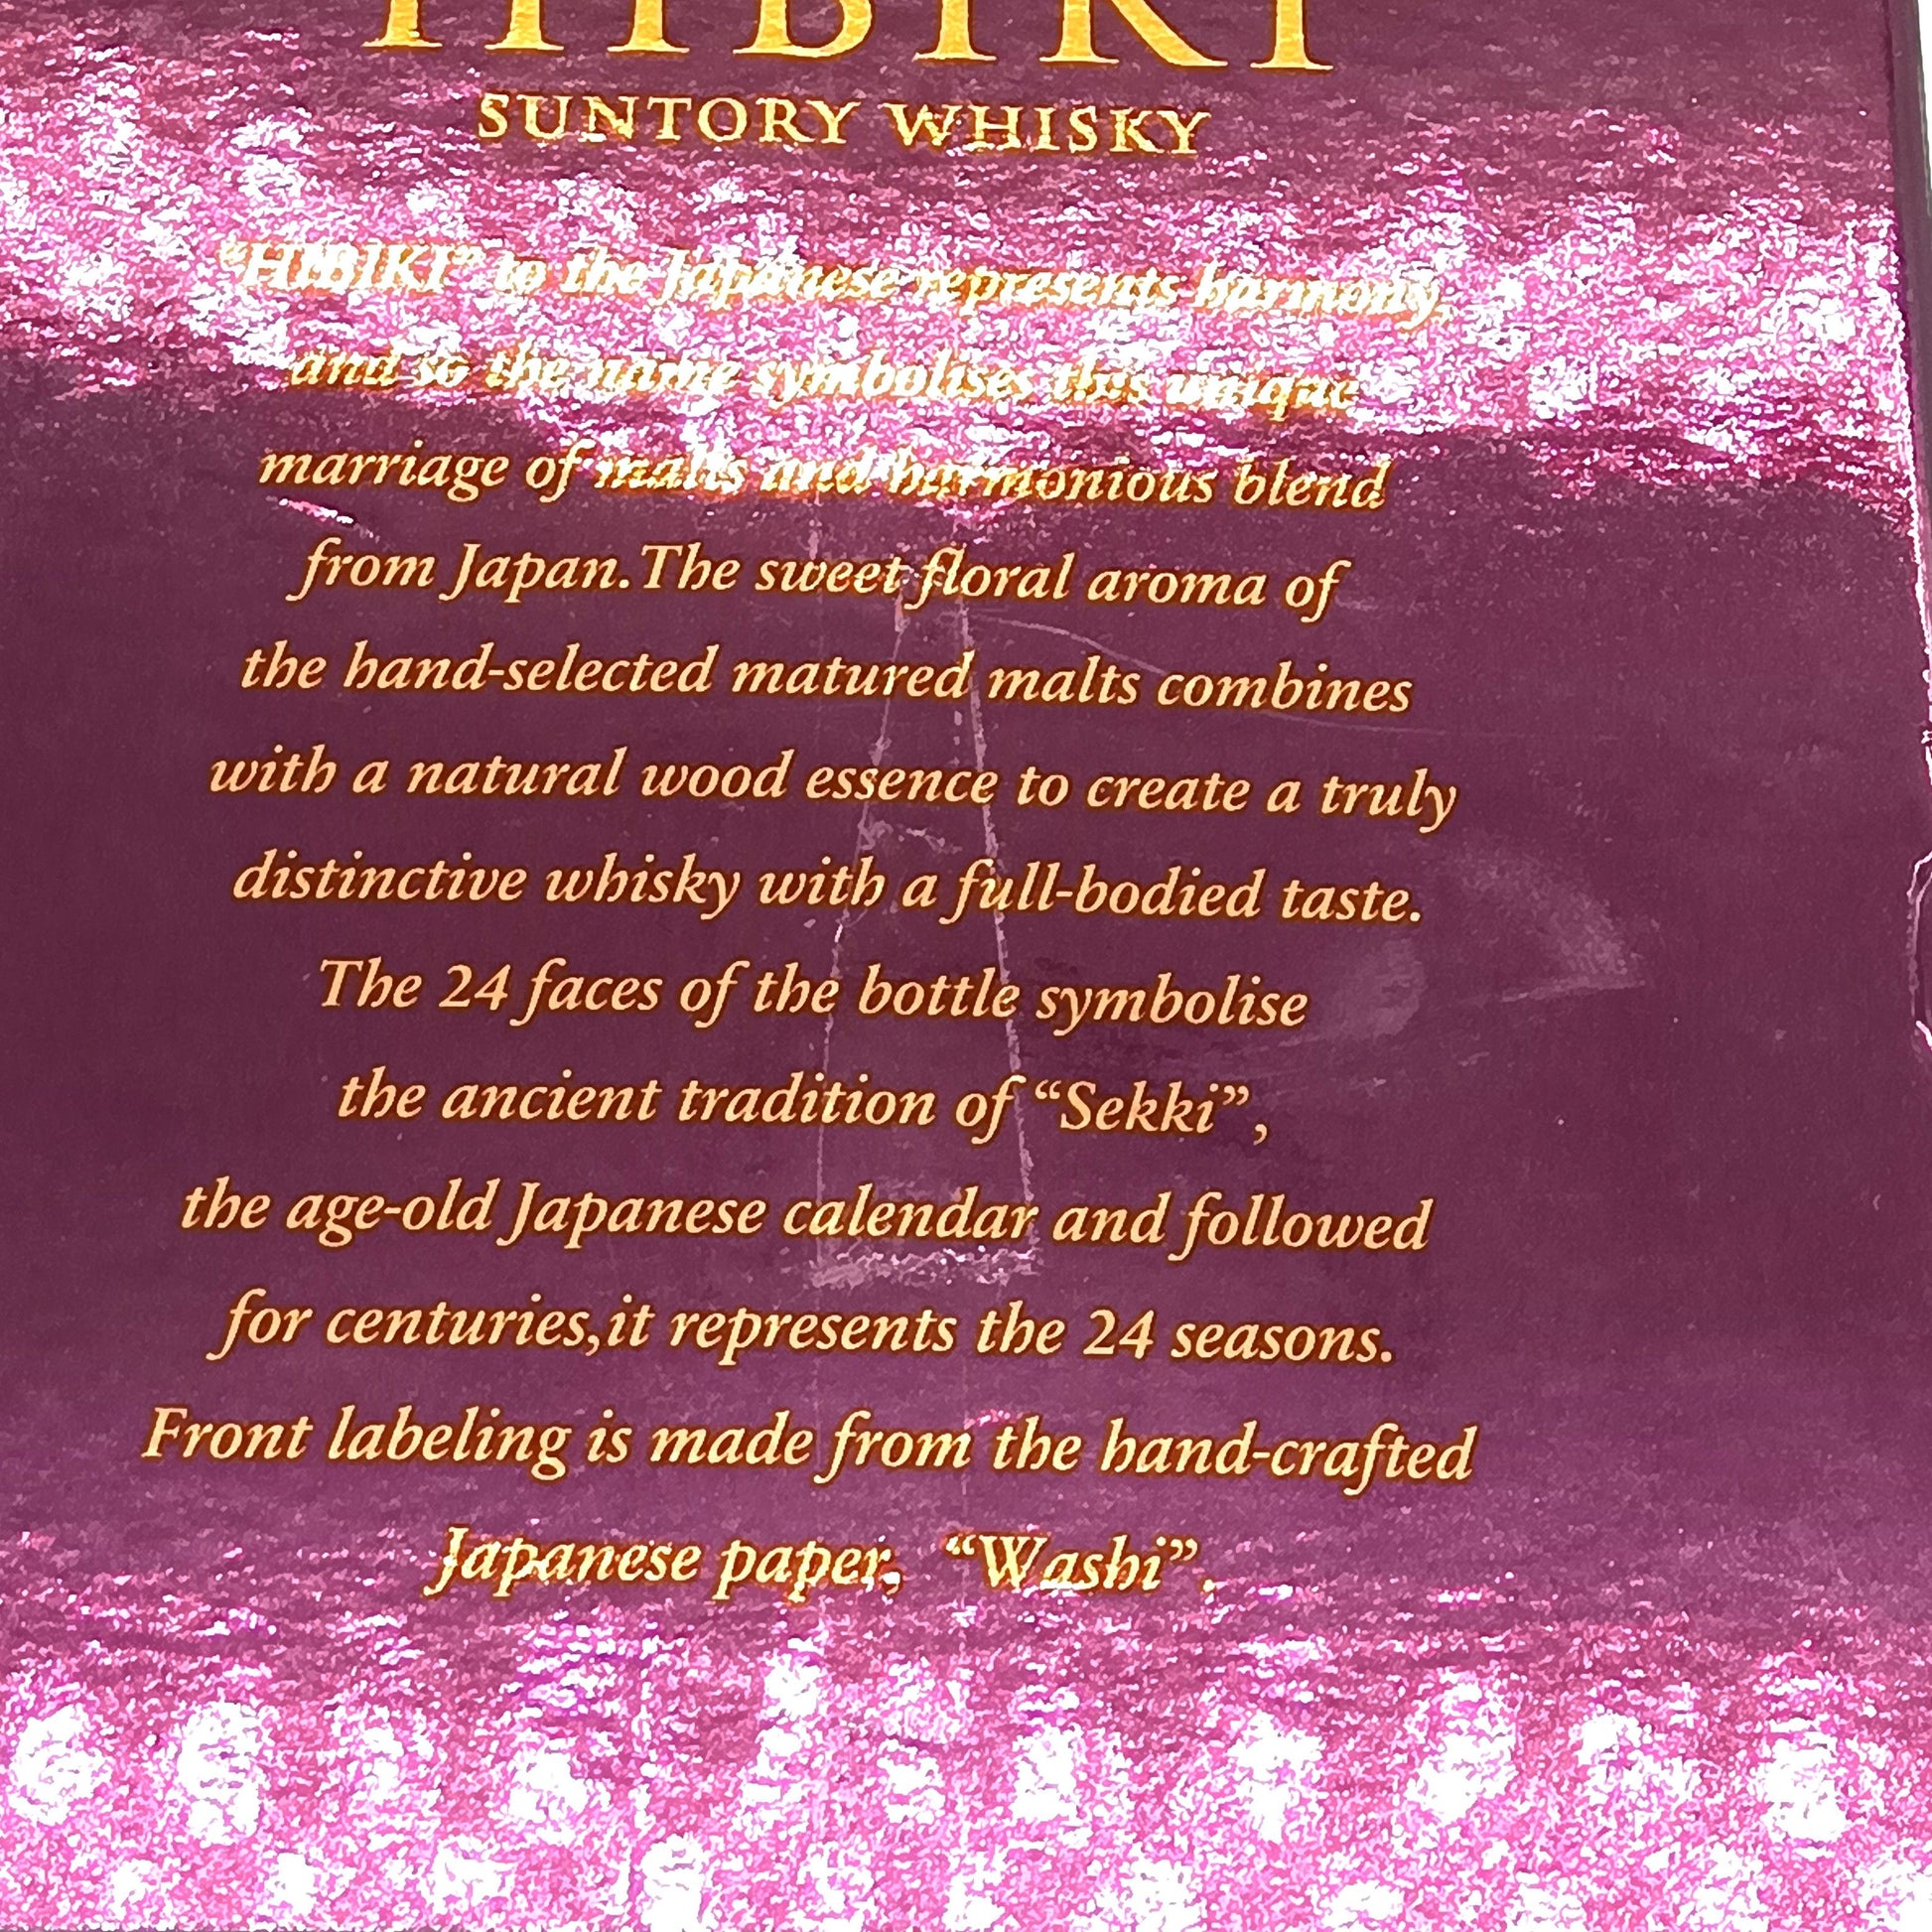 HIBIKI
SUNTORY WHISKY
“HIBIKI” to the Japanese represents harmony,
and so the name symbolises this unique
marriage of malts and harmonious blend
from Japan.The sweet floral aroma of
the hand-selected matured malts combines
with a natural wood essence to create a truly
distinctive whisky with a full-bodied taste.
The 24 faces of the bottle symbolise
the ancient tradition of “Sekki”,
the age-old Japanese calendar and followed
for centuries,it represents the 24 seasons.
Front labeling is made from the hand-crafted
Japanese paper, “Washi”.